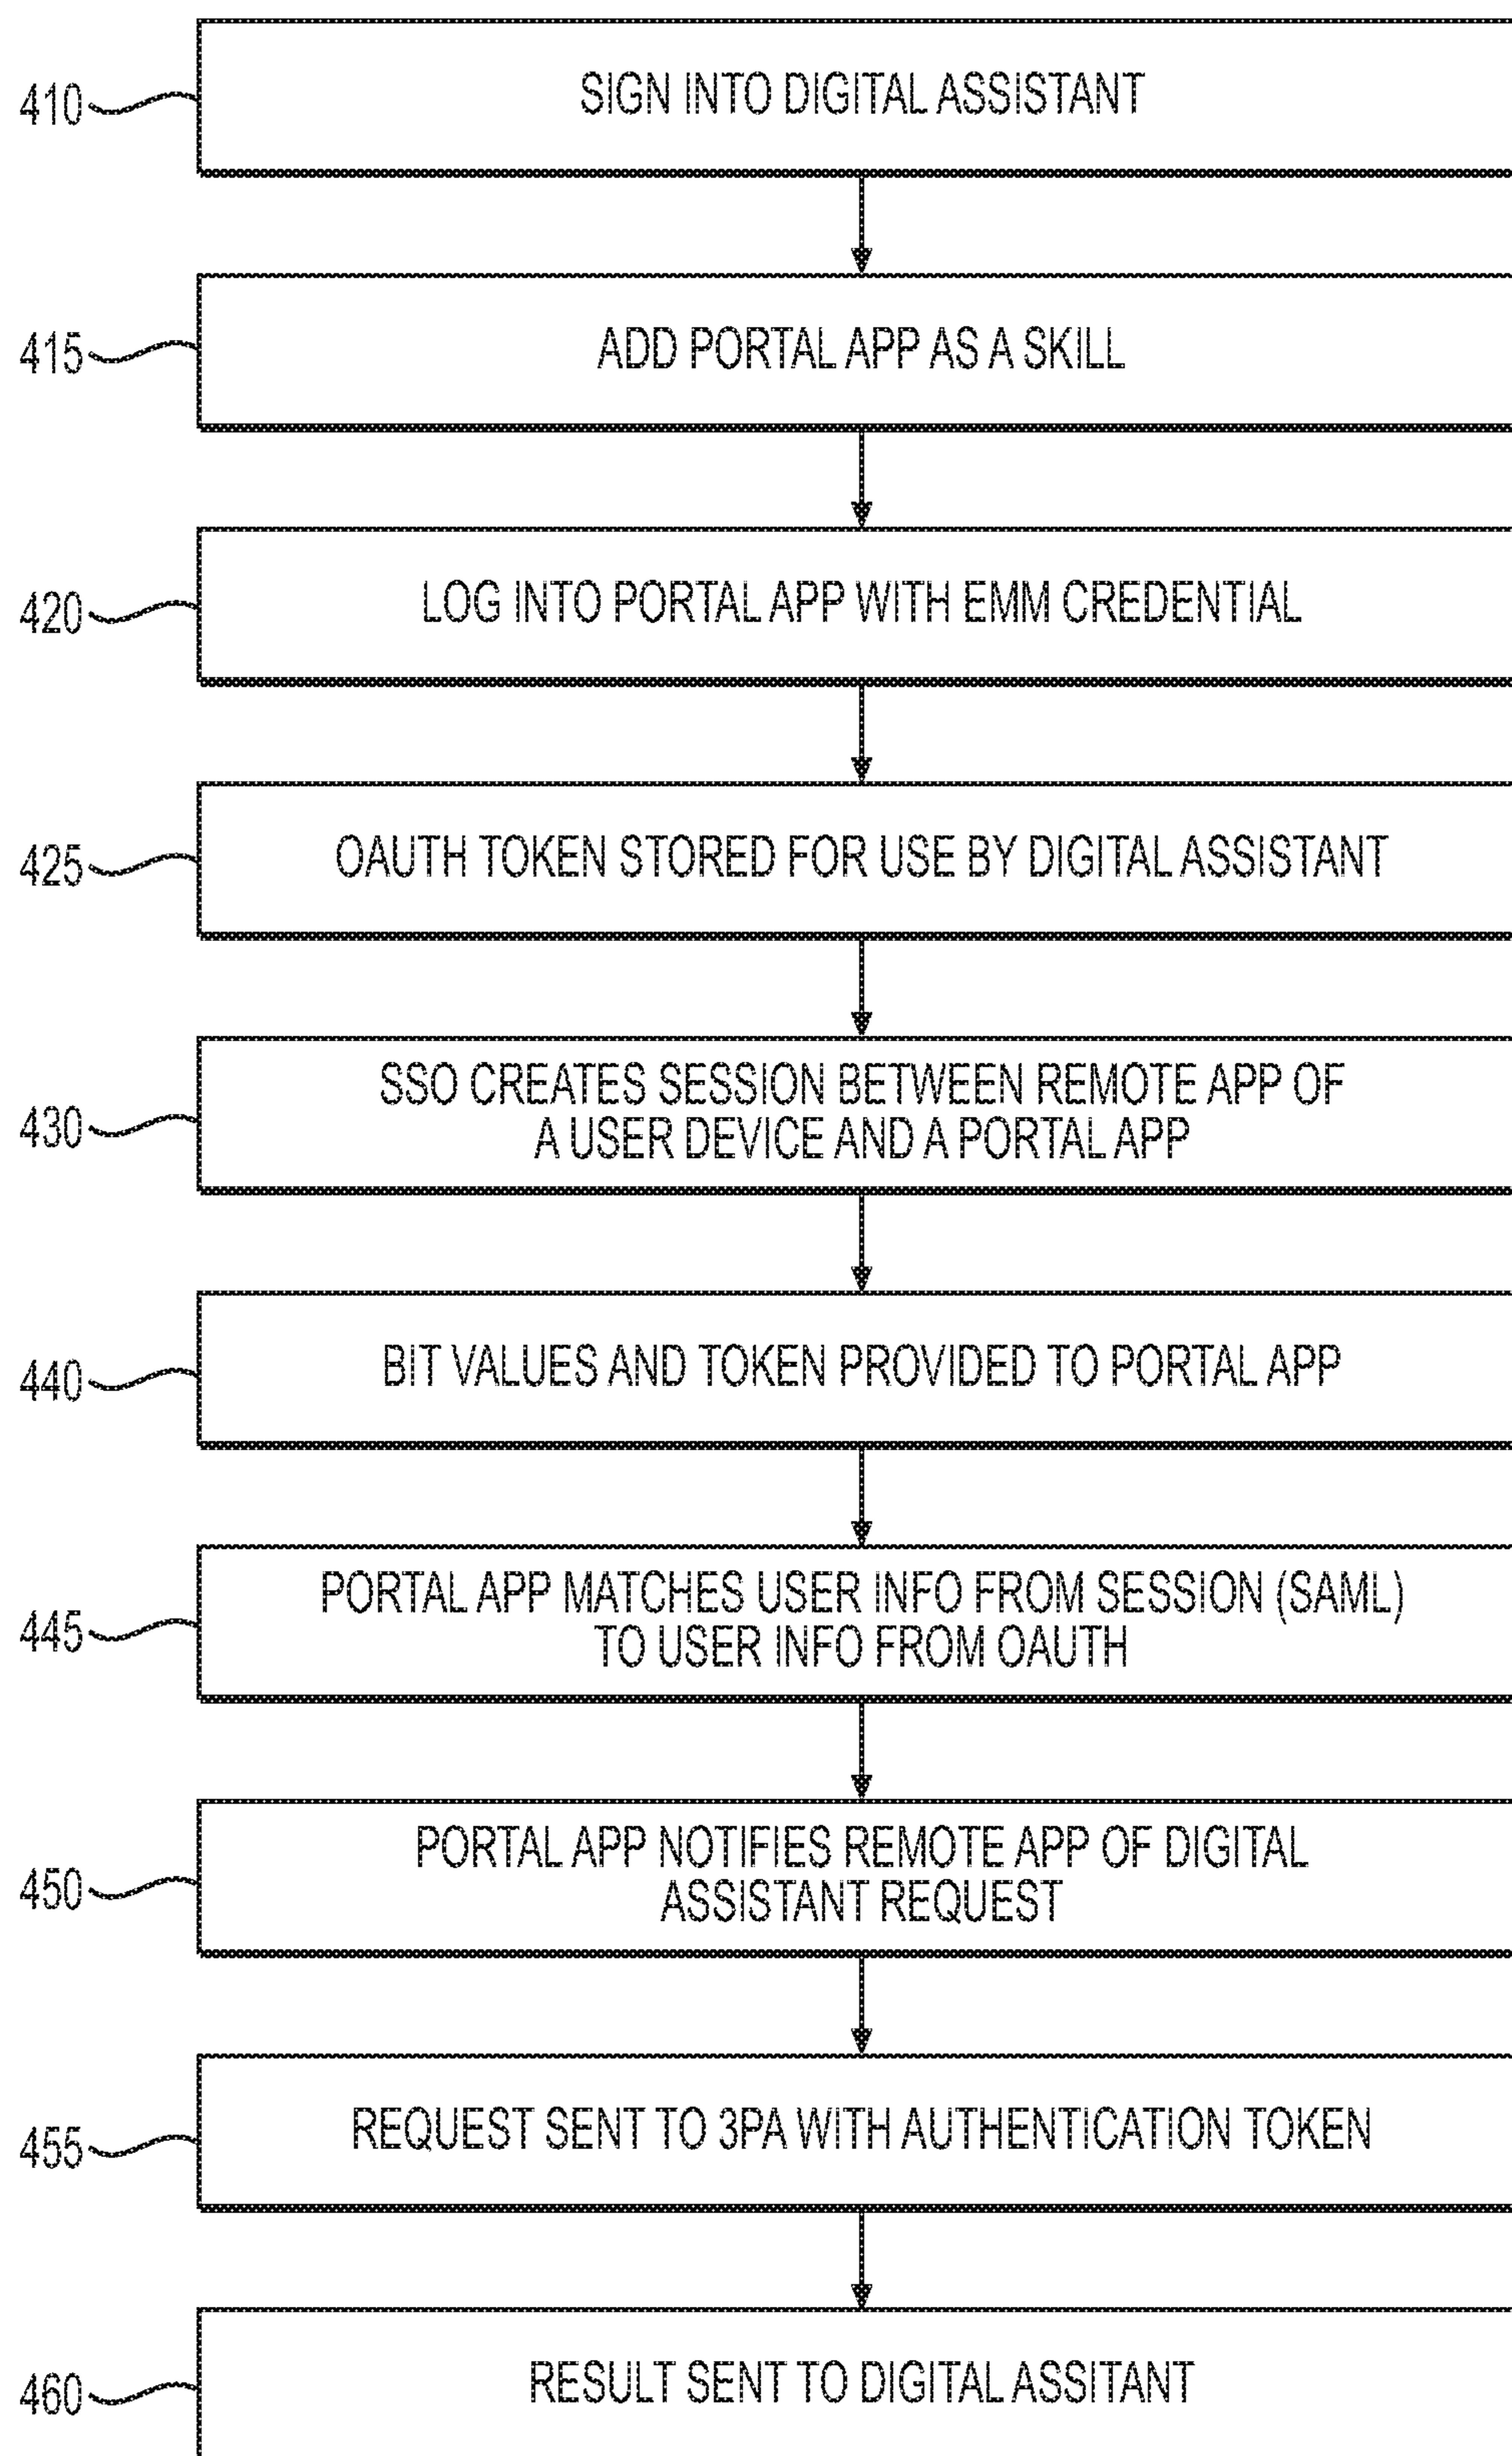 410 SIGN INTO DIGITAL ASSISTANT
415 ADD PORTAL APP AS A SKILL
420 LOG INTO PORTAL APP WITH EMM CREDENTIAL
425 OAUTH TOKEN STORED FOR USE BY DIGITAL ASSISTANT
430 SSO CREATES SESSION BETWEEN REMOTE APP OF
A USER DEVICE AND A PORTAL APP
440 BIT VALUES AND TOKEN PROVIDED TO PORTAL APP
445 PORTAL APP MATCHES USER INFO FROM SESSION (SAML)
TO USER INFO FROM OAUTH
450 PORTAL APP NOTIFIES REMOTE APP OF DIGITAL
ASSISTANT REQUEST
455 REQUEST SENT TO 3PA WITH AUTHENTICATION TOKEN
460 RESULT SENT TO DIGITAL ASSITANT